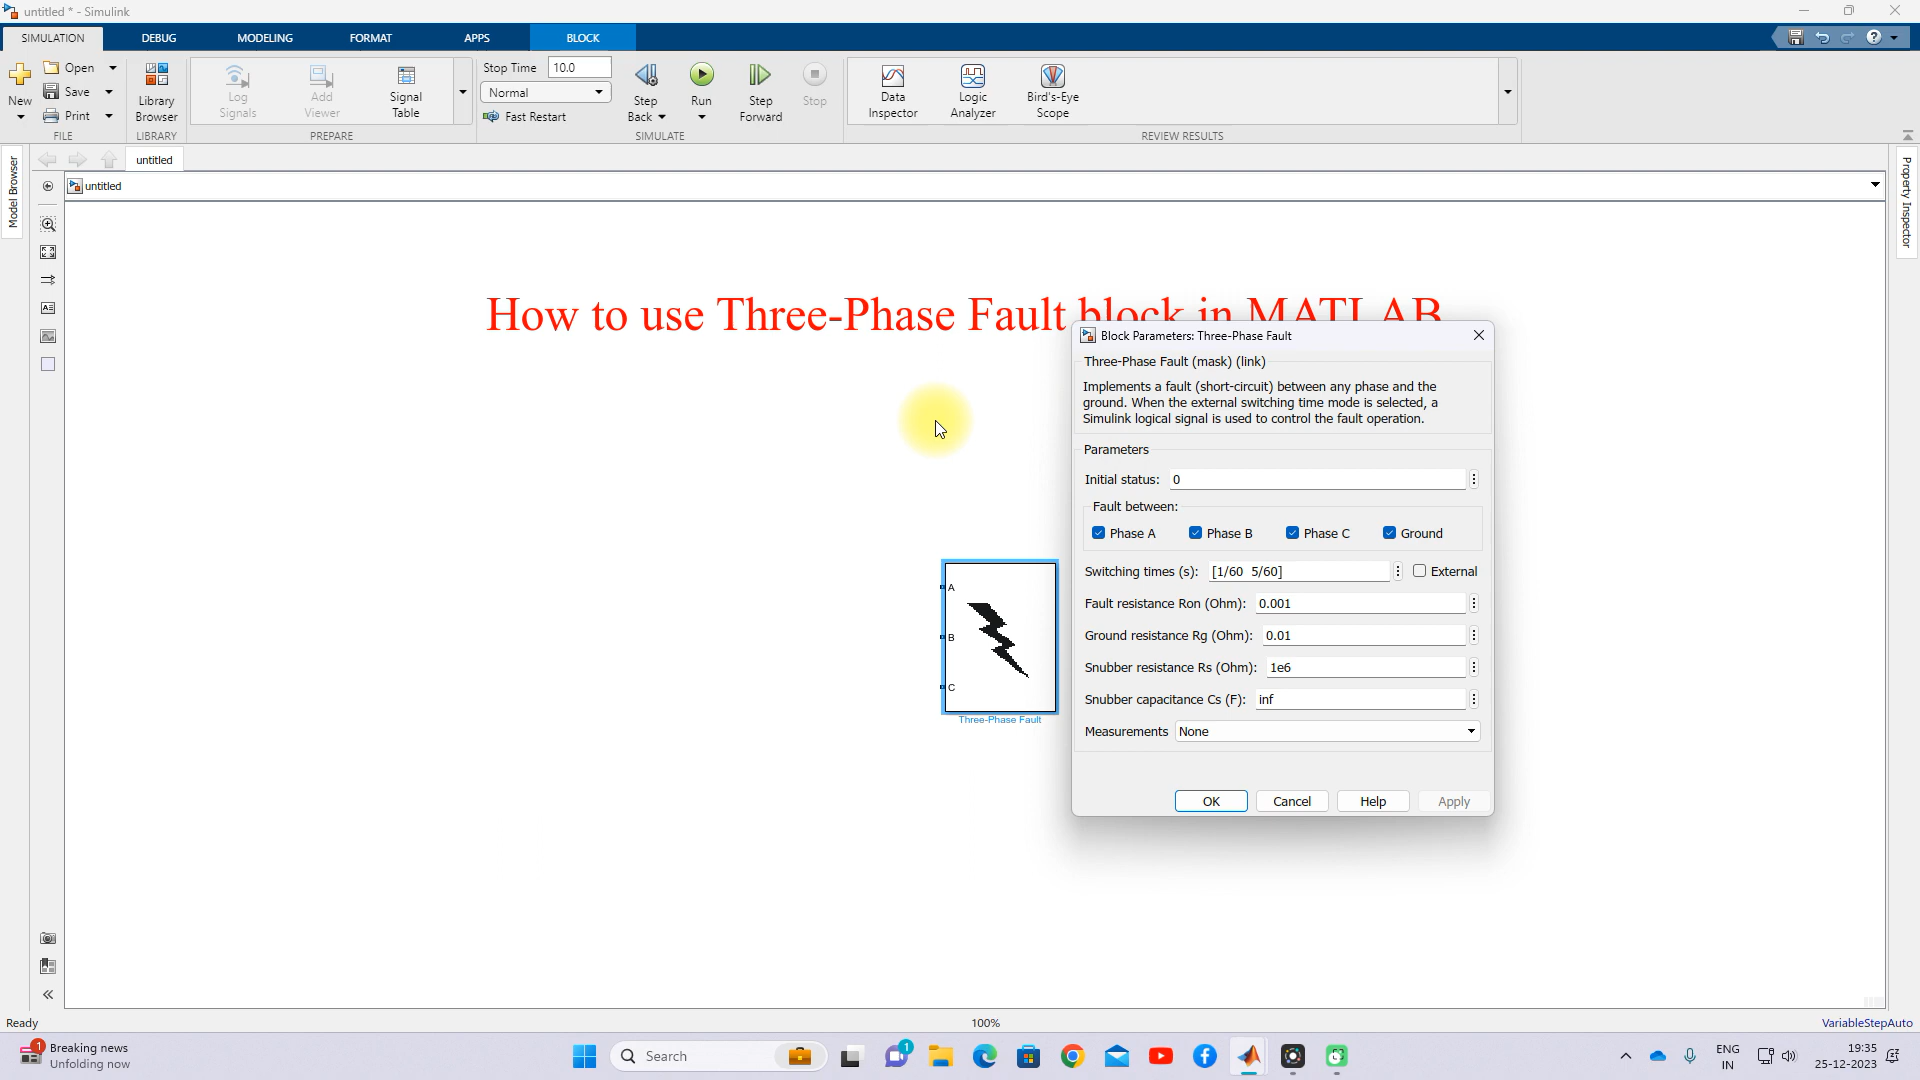 untitled * - Simulink
SIMULATION DEBUG MODELING FORMAT APPS BLOCK
New
Open
Save
Print
FILE
Library
Browser
LIBRARY
Log
Signals
Add
Viewer
Signal
Table
PREPARE
Stop Time 10.0
Normal
Fast Restart
Step
Back
Run
Step
Forward
Stop
SIMULATE
Data
Inspector
Logic
Analyzer
Bird's-Eye
Scope
REVIEW RESULTS
Model Browser
untitled
untitled
Property Inspector
How to use Three-Phase Fault block in MATLAB
A
B
C
Three-Phase Fault
Block Parameters: Three-Phase Fault
Three-Phase Fault (mask) (link)
Implements a fault (short-circuit) between any phase and the
ground. When the external switching time mode is selected, a
Simulink logical signal is used to control the fault operation.
Parameters
Initial status: 0
Fault between:
Phase A Phase B Phase C Ground
Switching times (s): [1/60 5/60] External
Fault resistance Ron (Ohm): 0.001
Ground resistance Rg (Ohm): 0.01
Snubber resistance Rs (Ohm): 1e6
Snubber capacitance Cs (F): inf
Measurements None
OK Cancel Help Apply
Ready 100% VariableStepAuto
1
Breaking news
Unfolding now
Search
1
ENG
IN
19:35
25-12-2023